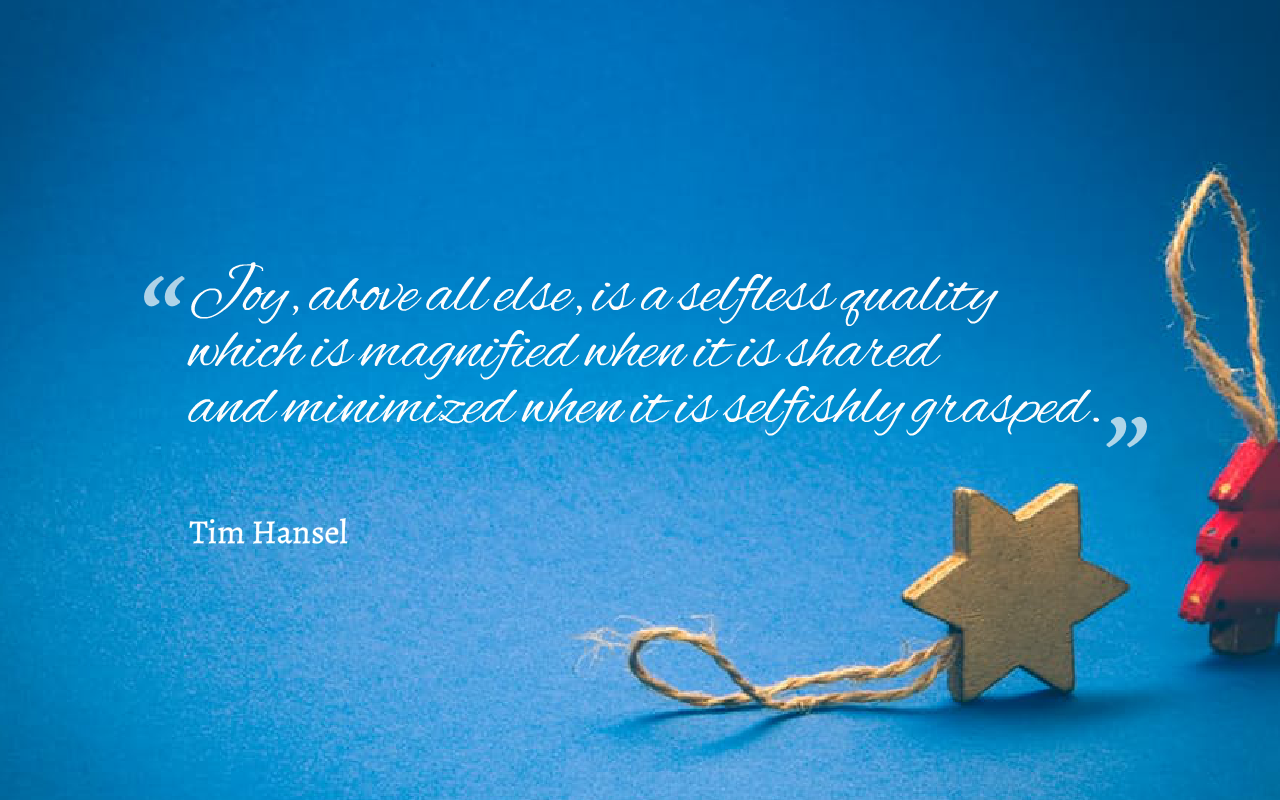 “Joy, above all else, is a selfless quality
which is magnified when it is shared
and minimized when it is selfishly grasped.”
Tim Hansel